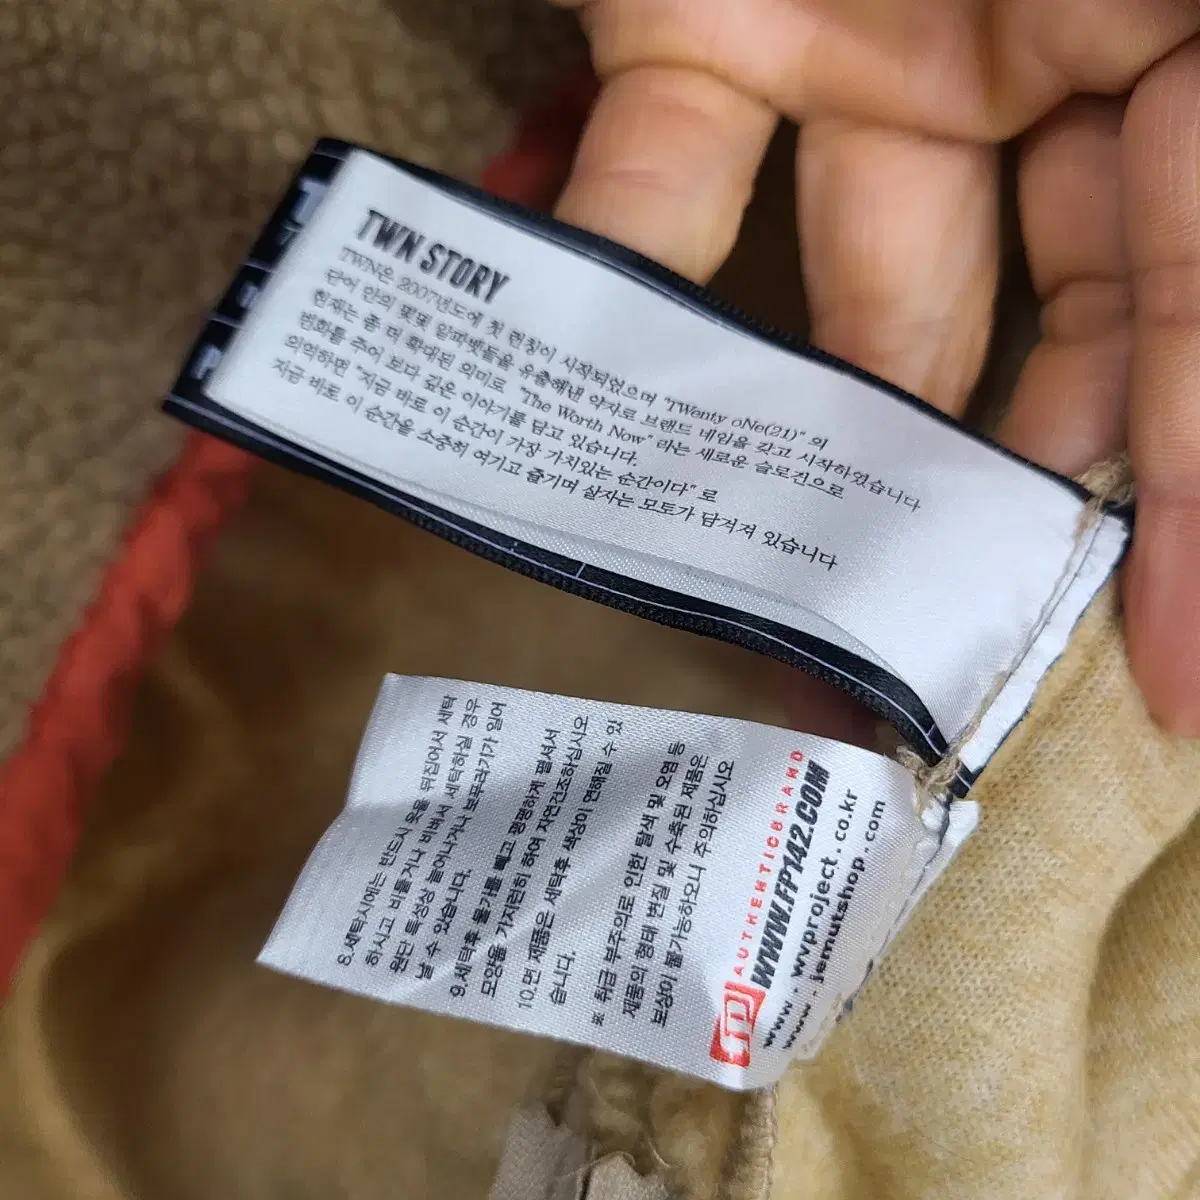 TWN STORY
TWN은 2007년도에 첫 런칭이 시작되었으며 "TWenty oNe(21)" 의
단어 안의 몇몇 알파벳들을 유출해낸 약자로 브랜드 네임을 갖고 시작하였습니다
현재는 좀 더 확대된 의미로 "The Worth Now" 라는 새로운 슬로건으로
변화를 주어 보다 깊은 이야기를 담고 있습니다.
의역하면 "지금 바로 이 순간이 가장 가치있는 순간이다" 로
지금 바로 이 순간을 소중히 여기고 즐기며 살자는 모토가 담겨져 있습니다
8.세탁시에는 반드시 옷을 뒤집어서 세탁
하시고 비틀거나 비벼서 세탁하실 경우
원단 특성상 늘어나거나 보푸라기가 일어
날 수 있습니다.
9.세탁후 물기를 빼고 평평하게 펼셔서
모양을 가지런히 하여 자연건조하십시오
10.면 제품은 세탁후 색상이 연해질 수 있
습니다.
※ 취급 부주의로 인한 탈색 및 오염 등
제품의 형태 변질 및 수축된 제품은
보상이 불가능하오니 주의하십시오
AUTHENTICBRAND
WWW.FP142.COM
www.wvproject.co.kr
www.jemutshop.com